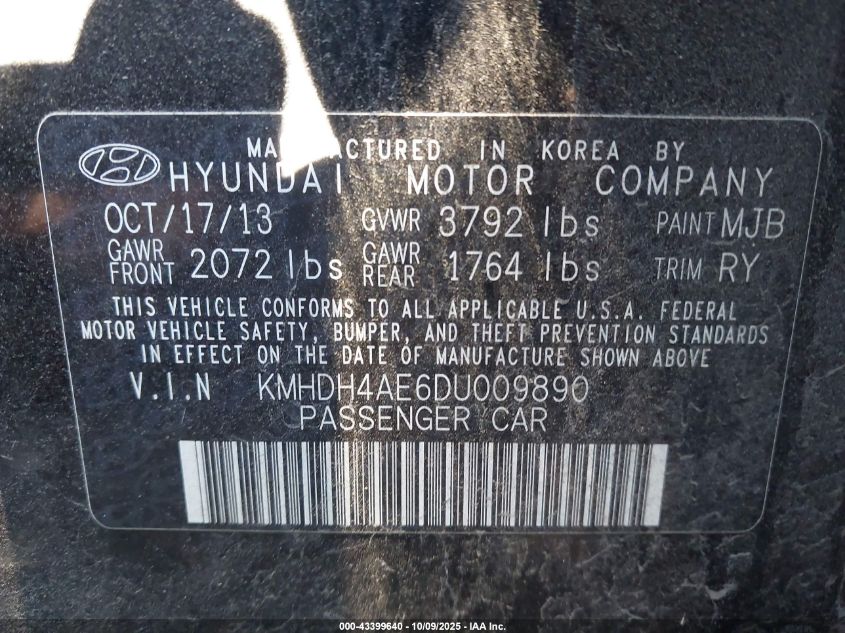 MANUFACTURED IN KOREA BY
HYUNDAI MOTOR COMPANY
OCT/17/13 GVWR 3792 lbs PAINT MJB
GAWR FRONT 2072 lbs GAWR REAR 1764 lbs TRIM RY
THIS VEHICLE CONFORMS TO ALL APPLICABLE U.S.A. FEDERAL
MOTOR VEHICLE SAFETY, BUMPER, AND THEFT PREVENTION STANDARDS
IN EFFECT ON THE DATE OF MANUFACTURE SHOWN ABOVE
V.I.N KMHDH4AE6DU009890
PASSENGER CAR
000-43399640 - 10/09/2025 - IAA Inc.